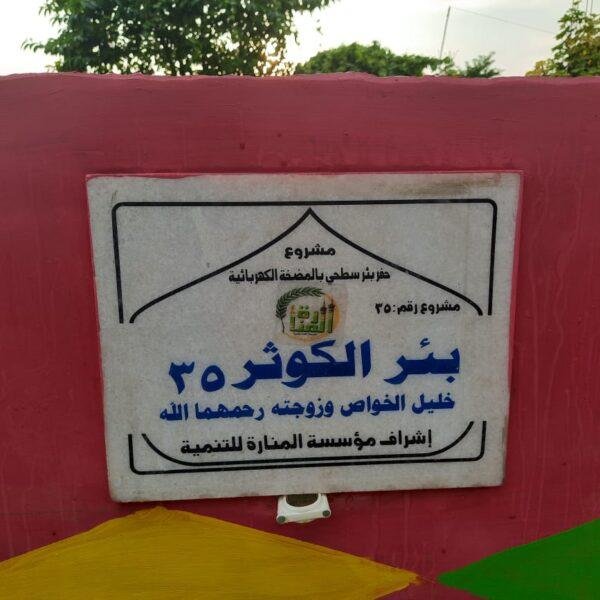 مشروع
حفر بئر سطحي بالمضخة الكهربائية
المنارة
مشروع رقم: ٣٥
بئر الكوثر ٣٥
خليل الخواص وزوجته رحمهما الله
إشراف مؤسسة المنارة للتنمية